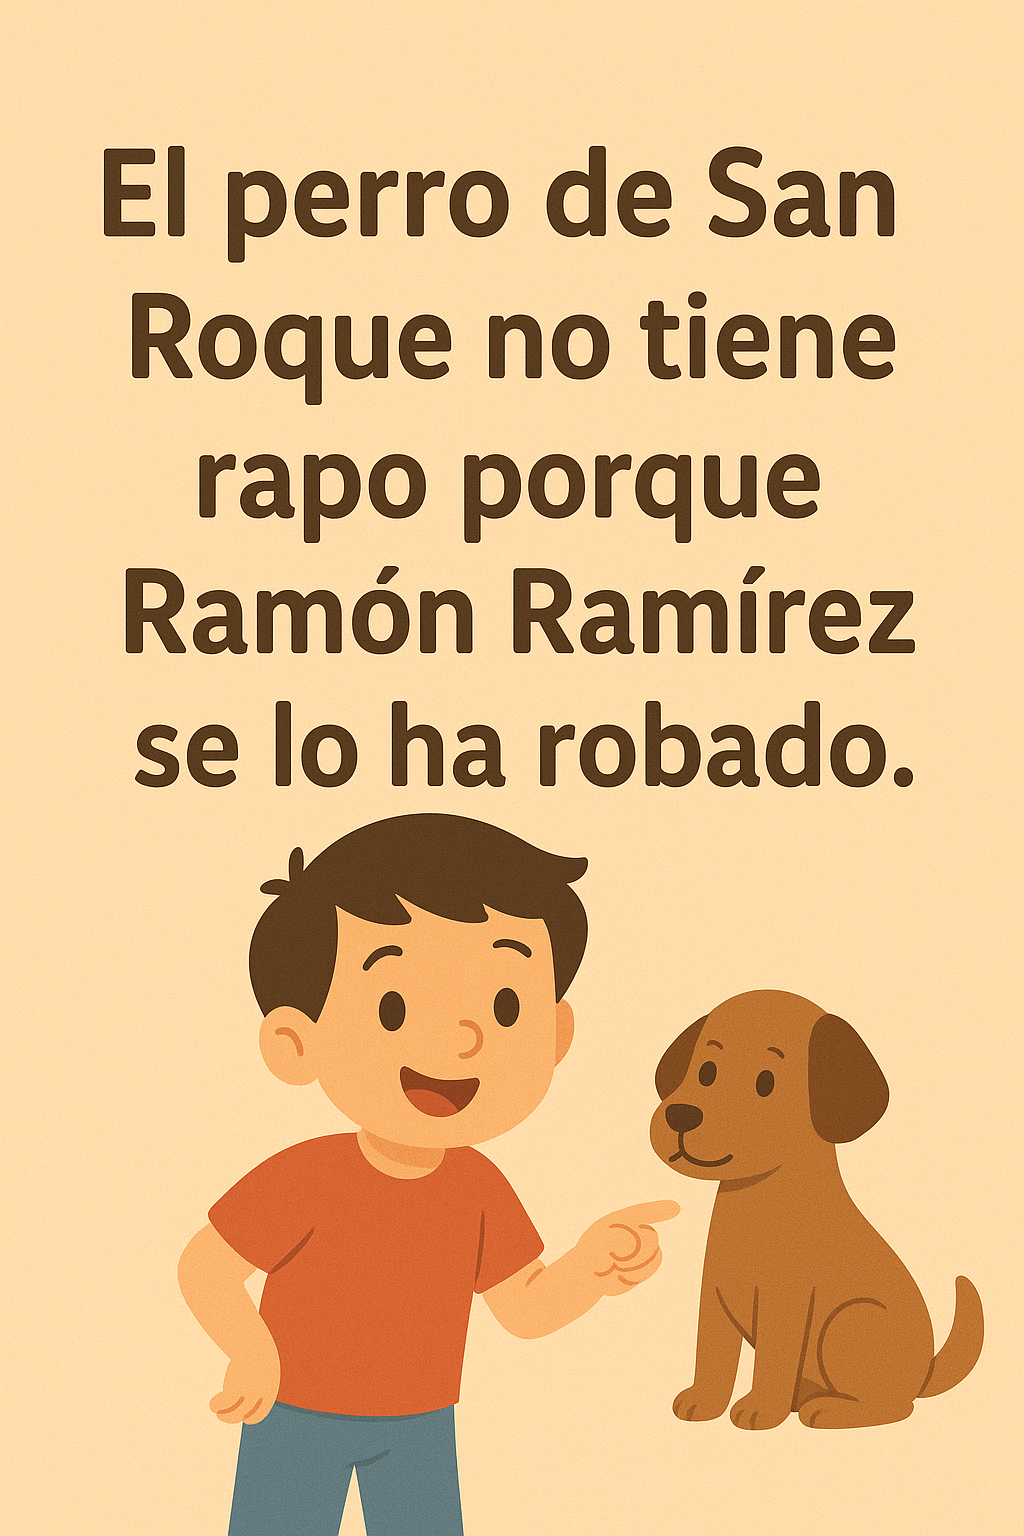 El perro de San
Roque no tiene
rapo porque
Ramón Ramírez
se lo ha robado.